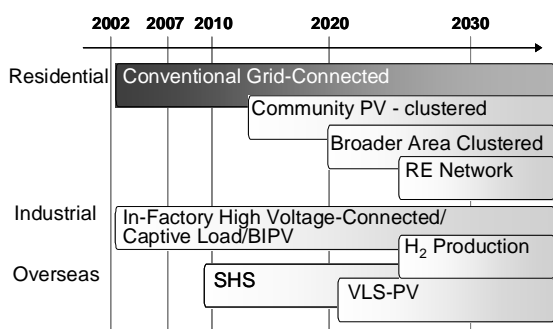 2002 2007 2010 2020 2030
Residential
Conventional Grid-Connected
Community PV - clustered
Broader Area Clustered
RE Network
Industrial
In-Factory High Voltage-Connected/
Captive Load/BIPV
H₂ Production
Overseas
SHS
VLS-PV